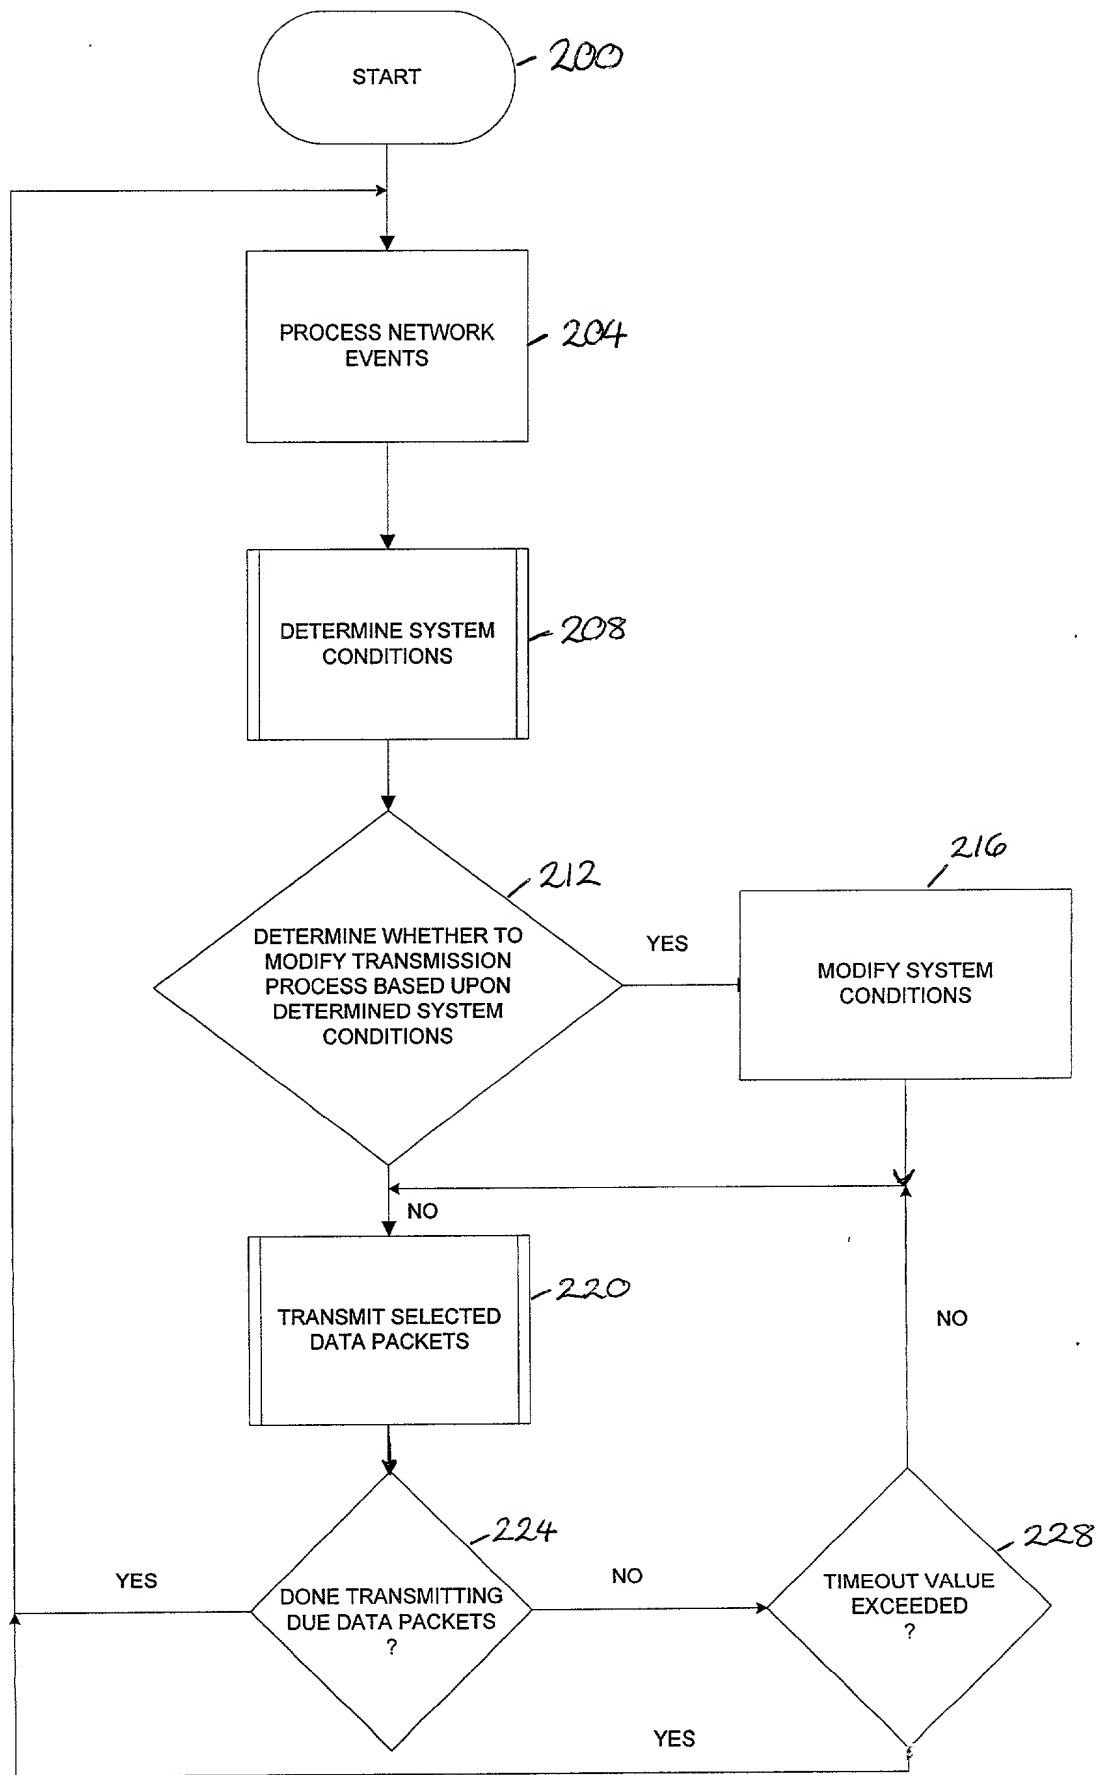 START
200
PROCESS NETWORK
EVENTS
204
DETERMINE SYSTEM
CONDITIONS
208
212
DETERMINE WHETHER TO
MODIFY TRANSMISSION
PROCESS BASED UPON
DETERMINED SYSTEM
CONDITIONS
YES
216
MODIFY SYSTEM
CONDITIONS
NO
220
TRANSMIT SELECTED
DATA PACKETS
NO
224
YES
DONE TRANSMITTING
DUE DATA PACKETS
?
NO
228
TIMEOUT VALUE
EXCEEDED
?
YES